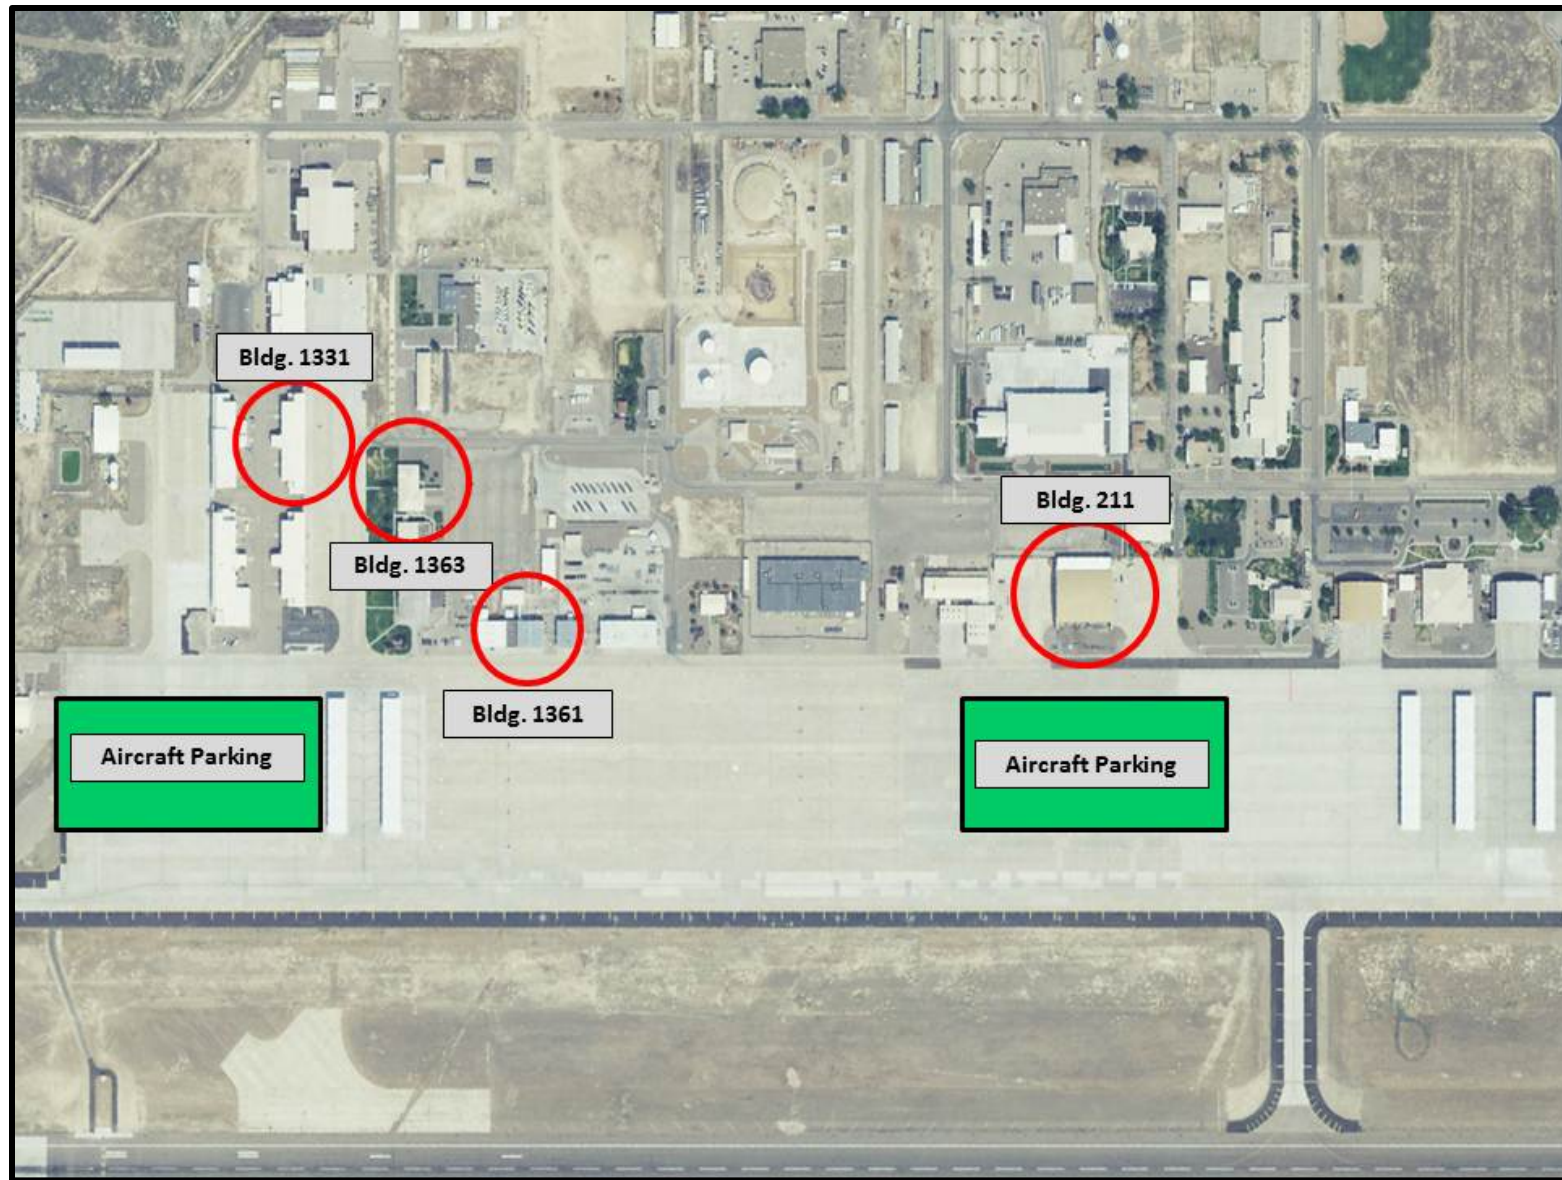 Bldg. 1331
Bldg. 211
Bldg. 1363
Bldg. 1361
Aircraft Parking
Aircraft Parking